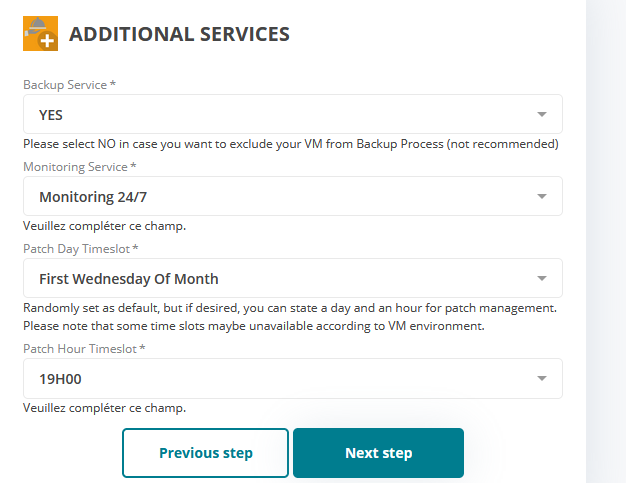 ADDITIONAL SERVICES
Backup Service *
YES
Please select NO in case you want to exclude your VM from Backup Process (not recommended)
Monitoring Service *
Monitoring 24/7
Veuillez compléter ce champ.
Patch Day Timeslot *
First Wednesday Of Month
Randomly set as default, but if desired, you can state a day and an hour for patch management.
Please note that some time slots maybe unavailable according to VM environment.
Patch Hour Timeslot *
19H00
Veuillez compléter ce champ.
Previous step
Next step